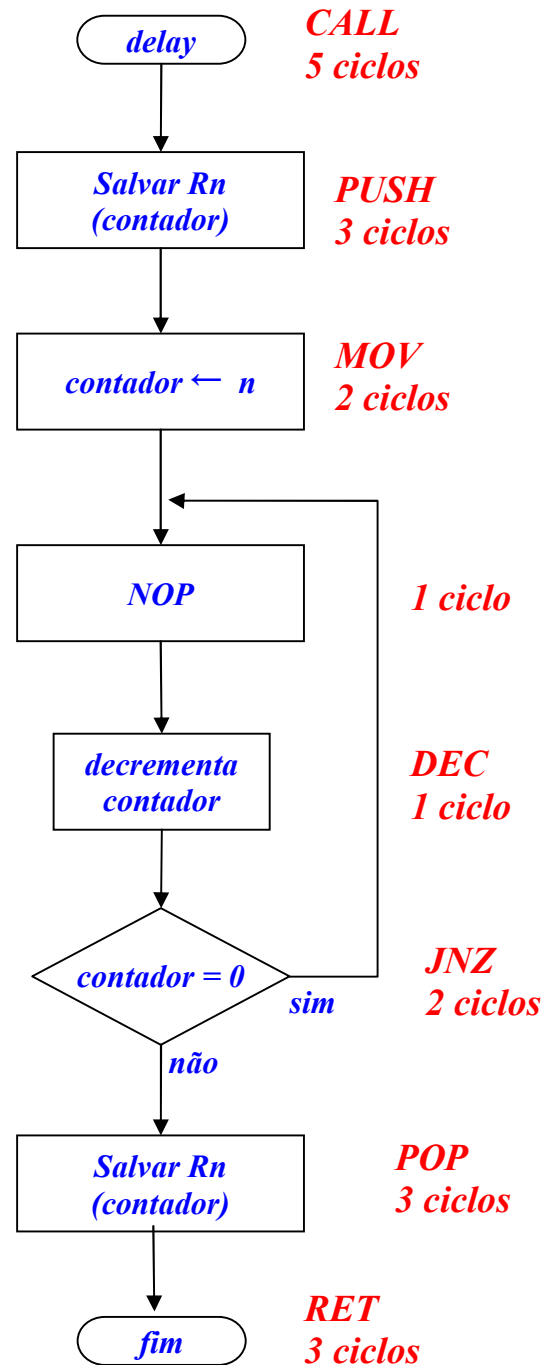 delay
CALL
5 ciclos
Salvar Rn
(contador)
PUSH
3 ciclos
contador ← n
MOV
2 ciclos
NOP
1 ciclo
decrementa
contador
DEC
1 ciclo
contador = 0
sim
JNZ
2 ciclos
não
Salvar Rn
(contador)
POP
3 ciclos
fim
RET
3 ciclos